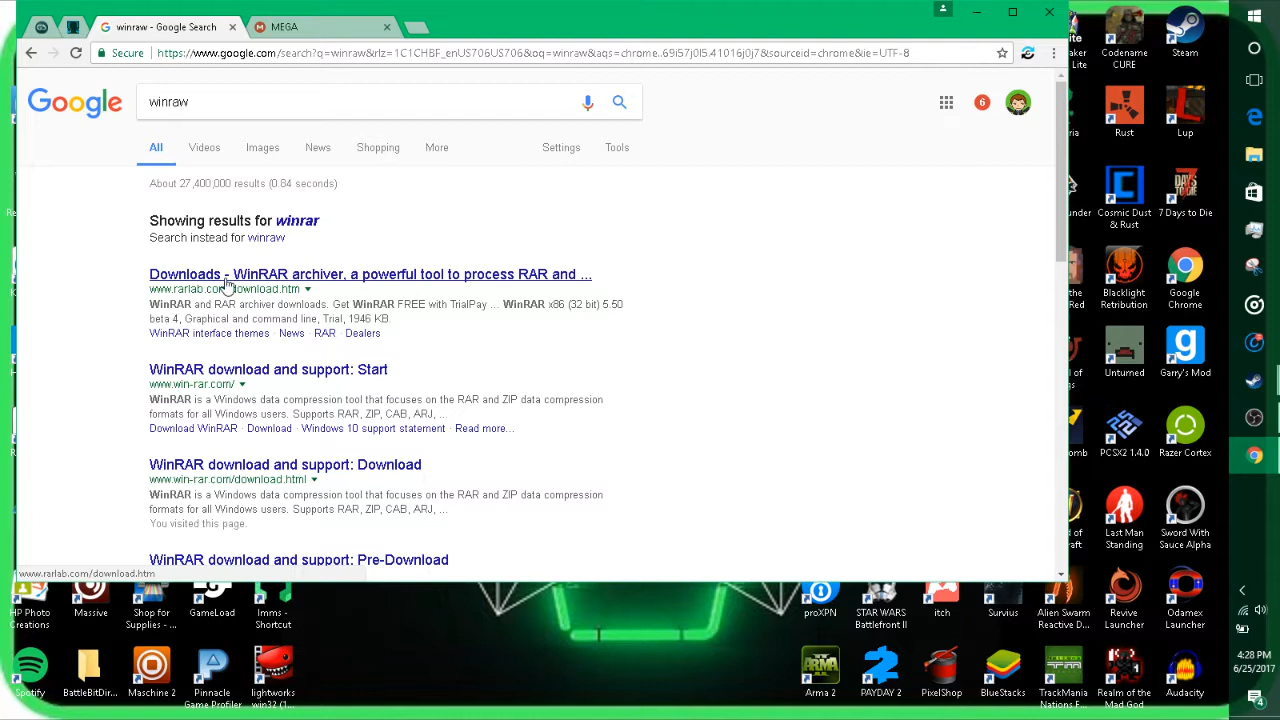 winraw - Google Search
MEGA
Secure
https://www.google.com/search?q=winraw&rlz=1C1CHBF_enUS706US706&oq=winraw&aqs=chrome..69i57j0l5.41016j0j7&sourceid=chrome&ie=UTF-8
Google
winraw
6
All
Videos
Images
News
Shopping
More
Settings
Tools
About 27,400,000 results (0.84 seconds)
Showing results for winrar
Search instead for winraw
Downloads - WinRAR archiver, a powerful tool to process RAR and ...
www.rarlab.com/download.htm
WinRAR and RAR archiver downloads. Get WinRAR FREE with TrialPay ... WinRAR x86 (32 bit) 5.50
beta 4, Graphical and command line, Trial, 1946 KB.
WinRAR interface themes · News · RAR · Dealers
WinRAR download and support: Start
www.win-rar.com/
WinRAR is a Windows data compression tool that focuses on the RAR and ZIP data compression
formats for all Windows users. Supports RAR, ZIP, CAB, ARJ, ...
Download WinRAR · Download · Windows 10 support statement · Read more...
WinRAR download and support: Download
www.win-rar.com/download.html
WinRAR is a Windows data compression tool that focuses on the RAR and ZIP data compression
formats for all Windows users. Supports RAR, ZIP, CAB, ARJ, ...
You visited this page.
WinRAR download and support: Pre-Download
www.rarlab.com/download.htm
Codename
CURE
Steam
Rust
Lup
Cosmic Dust
& Rust
7 Days to Die
Blacklight
Retribution
Google
Chrome
Unturned
Garry's Mod
PCSX2 1.4.0
Razer Cortex
Last Man
Standing
Sword With
Sauce Alpha
HP Photo
Creations
Massive
Shop for
Supplies - ...
GameLoad
Imms -
Shortcut
proXPN
STAR WARS
Battlefront II
itch
Survius
Alien Swarm
Reactive D...
Revive
Launcher
Odamex
Launcher
Spotify
BattleBitDir...
Maschine 2
Pinnacle
Game Profiler
lightworks
win32 (1...
ARMA
Arma 2
PAYDAY 2
PixelShop
BlueStacks
TrackMania
Nations F...
Realm of the
Mad God
Audacity
4:28 PM
6/25/2017
4